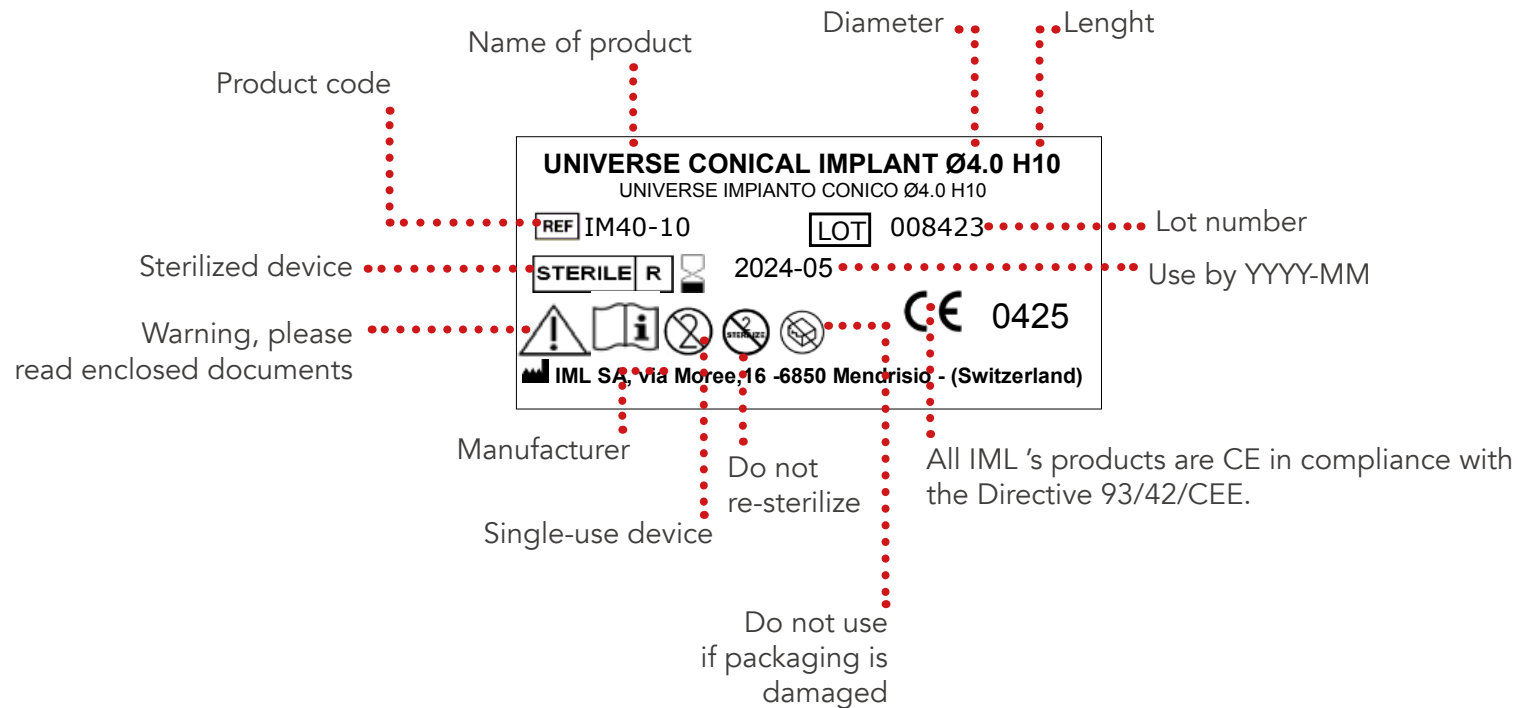 Diameter
Lenght
Name of product
Product code
UNIVERSE CONICAL IMPLANT Ø4.0 H10
UNIVERSE IMPIANTO CONICO Ø4.0 H10
REF IM40-10 LOT 008423
Lot number
Sterilized device
STERILE R 2024-05
Use by YYYY-MM
Warning, please
read enclosed documents
i 2 2 STERILIZE CE 0425
IML SA, via Moree,16 -6850 Mendrisio - (Switzerland)
Manufacturer
Do not
re-sterilize
All IML 's products are CE in compliance with
the Directive 93/42/CEE.
Single-use device
Do not use
if packaging is
damaged